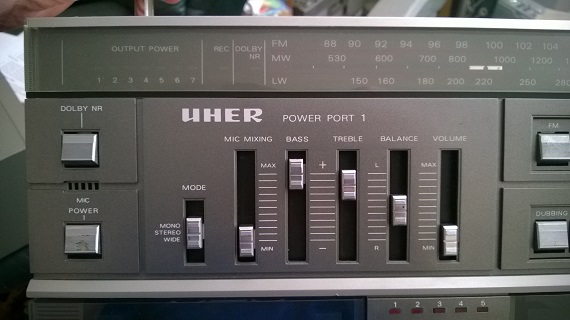 OUTPUT POWER
1 2 3 4 5 6 7
REC
DOLBY NR
FM 88 90 92 94 96 98 100 102 104
MW 530 600 700 800 1000 1200
LW 150 160 180 200 220 260 280
DOLBY NR
UHER POWER PORT 1
MIC MIXING BASS TREBLE BALANCE VOLUME
MAX + L MAX
MIN - R MIN
MIC
POWER
MODE
MONO
STEREO
WIDE
FM
DUBBING
1 2 3 4 5